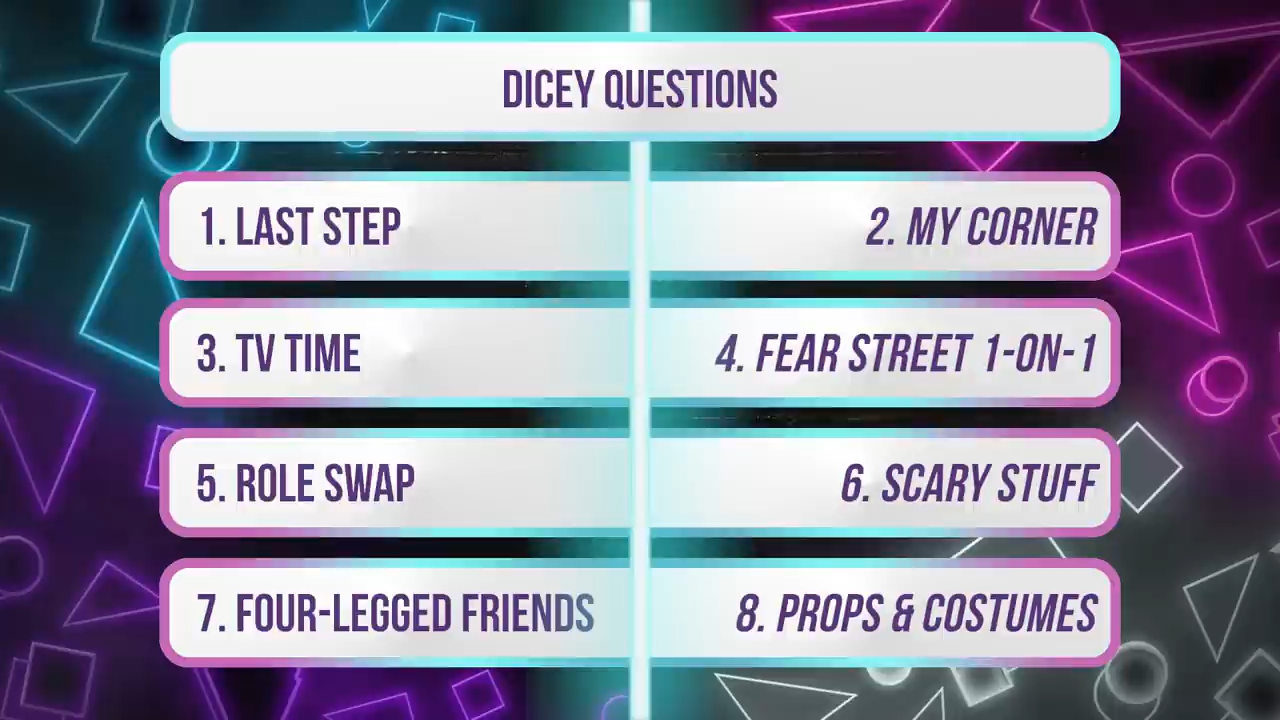 DICEY QUESTIONS
1. LAST STEP
2. MY CORNER
3. TV TIME
4. FEAR STREET 1-ON-1
5. ROLE SWAP
6. SCARY STUFF
7. FOUR-LEGGED FRIENDS
8. PROPS & COSTUMES